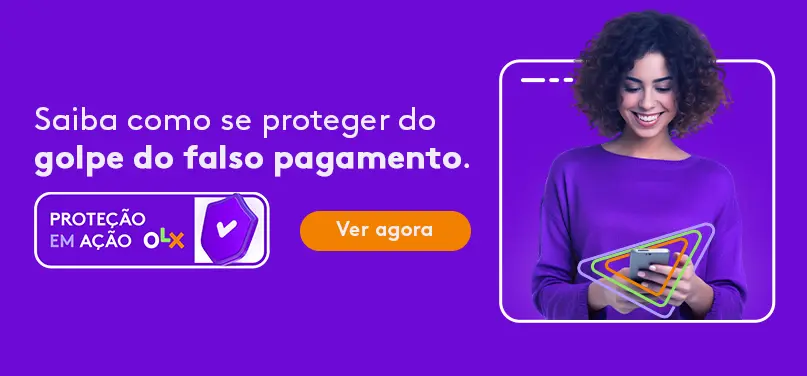 Saiba como se proteger do
golpe do falso pagamento.
PROTEÇÃO
EM AÇÃO OLX
Ver agora